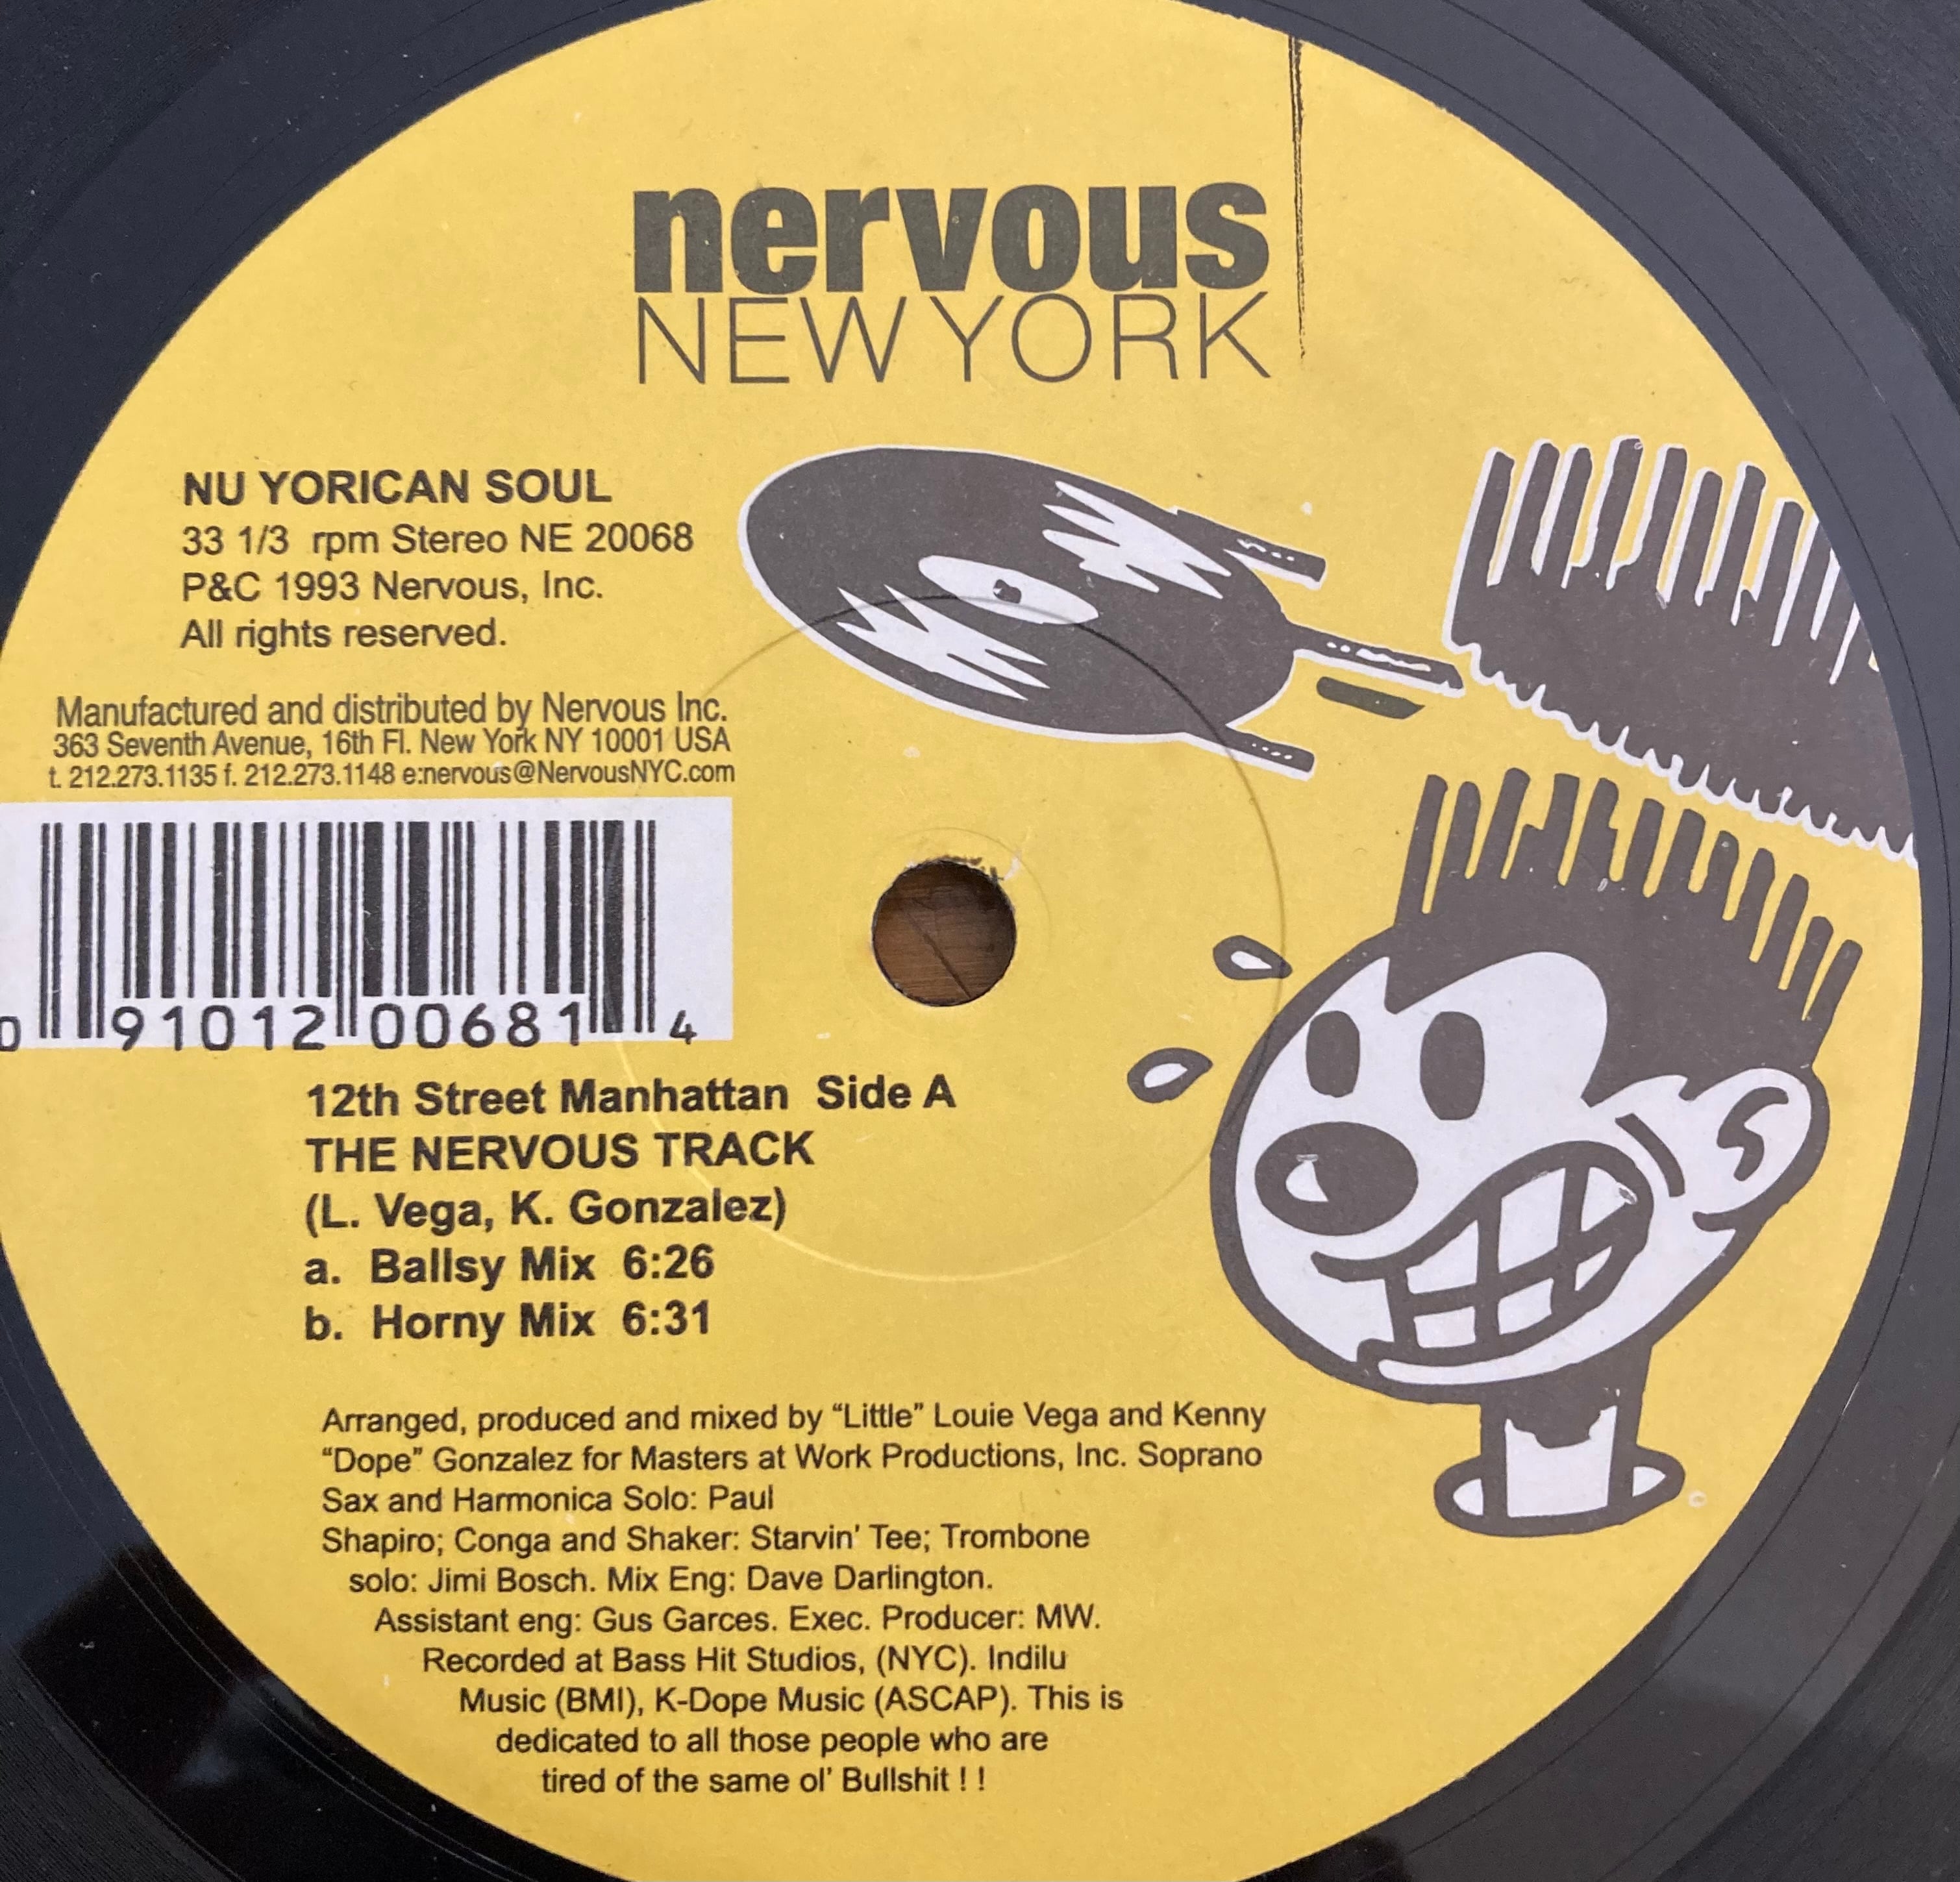 nervous
NEW YORK
NU YORICAN SOUL
33 1/3 rpm Stereo NE 20068
P&C 1993 Nervous, Inc.
All rights reserved.
Manufactured and distributed by Nervous Inc.
363 Seventh Avenue, 16th Fl. New York NY 10001 USA
t. 212.273.1135 f. 212.273.1148 e:nervous@NervousNYC.com
0 91012 00681 4
12th Street Manhattan Side A
THE NERVOUS TRACK
(L. Vega, K. Gonzalez)
a. Ballsy Mix 6:26
b. Horny Mix 6:31
Arranged, produced and mixed by “Little” Louie Vega and Kenny
“Dope” Gonzalez for Masters at Work Productions, Inc. Soprano
Sax and Harmonica Solo: Paul
Shapiro; Conga and Shaker: Starvin' Tee; Trombone
solo: Jimi Bosch. Mix Eng: Dave Darlington.
Assistant eng: Gus Garces. Exec. Producer: MW.
Recorded at Bass Hit Studios, (NYC). Indilu
Music (BMI), K-Dope Music (ASCAP). This is
dedicated to all those people who are
tired of the same ol' Bullshit ! !
©